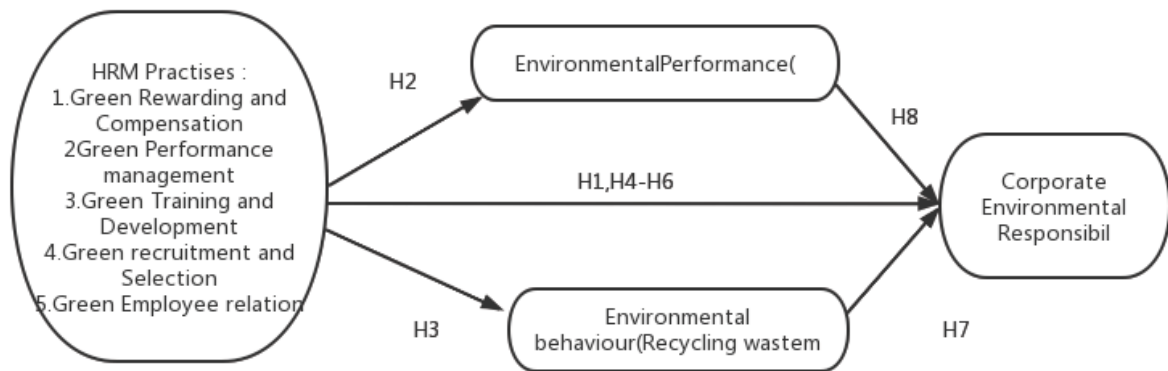 HRM Practises :
1.Green Rewarding and
Compensation
2Green Performance
management
3.Green Training and
Development
4.Green recruitment and
Selection
5.Green Employee relation
H2
EnvironmentalPerformance(
H8
H1,H4-H6
Corporate
Environmental
Responsibil
H3
Environmental
behaviour(Recycling wastem
H7